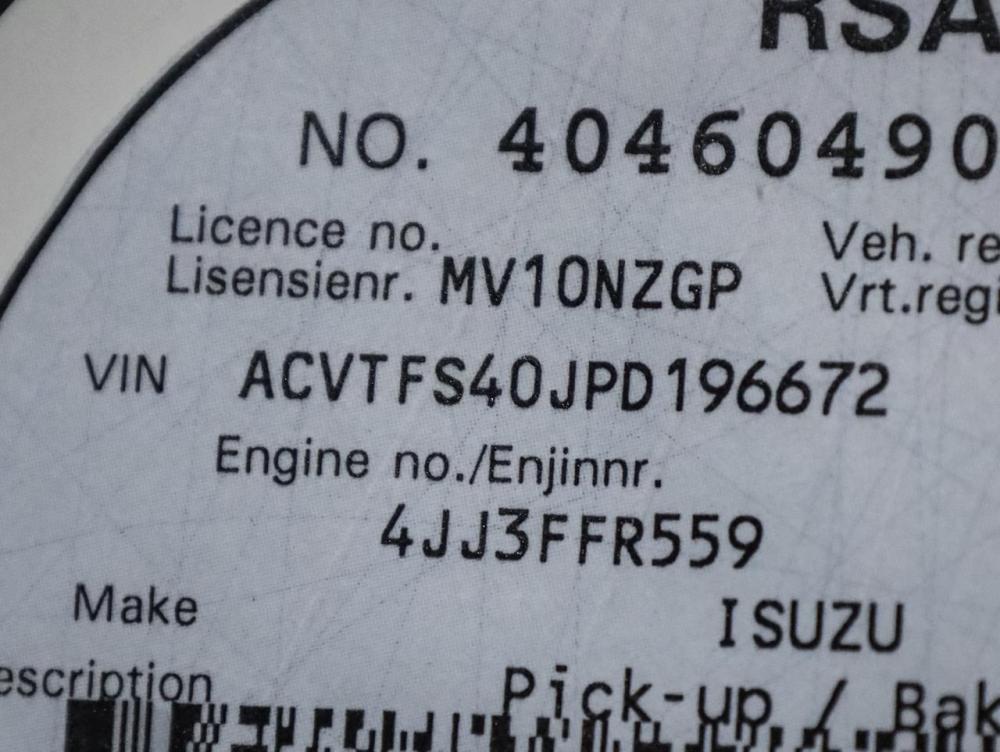 RSA
NO. 40460490
Licence no.
Lisensienr. MV10NZGP
Veh. re
Vrt.regi
VIN ACVTFS40JPD196672
Engine no./Enjinnr.
4JJ3FFR559
Make ISUZU
escription Pick-up / Bak